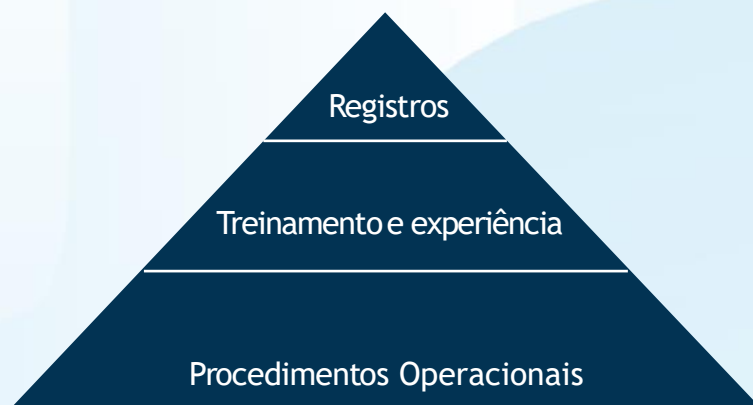 Registros
Treinamento e experiência
Procedimentos Operacionais